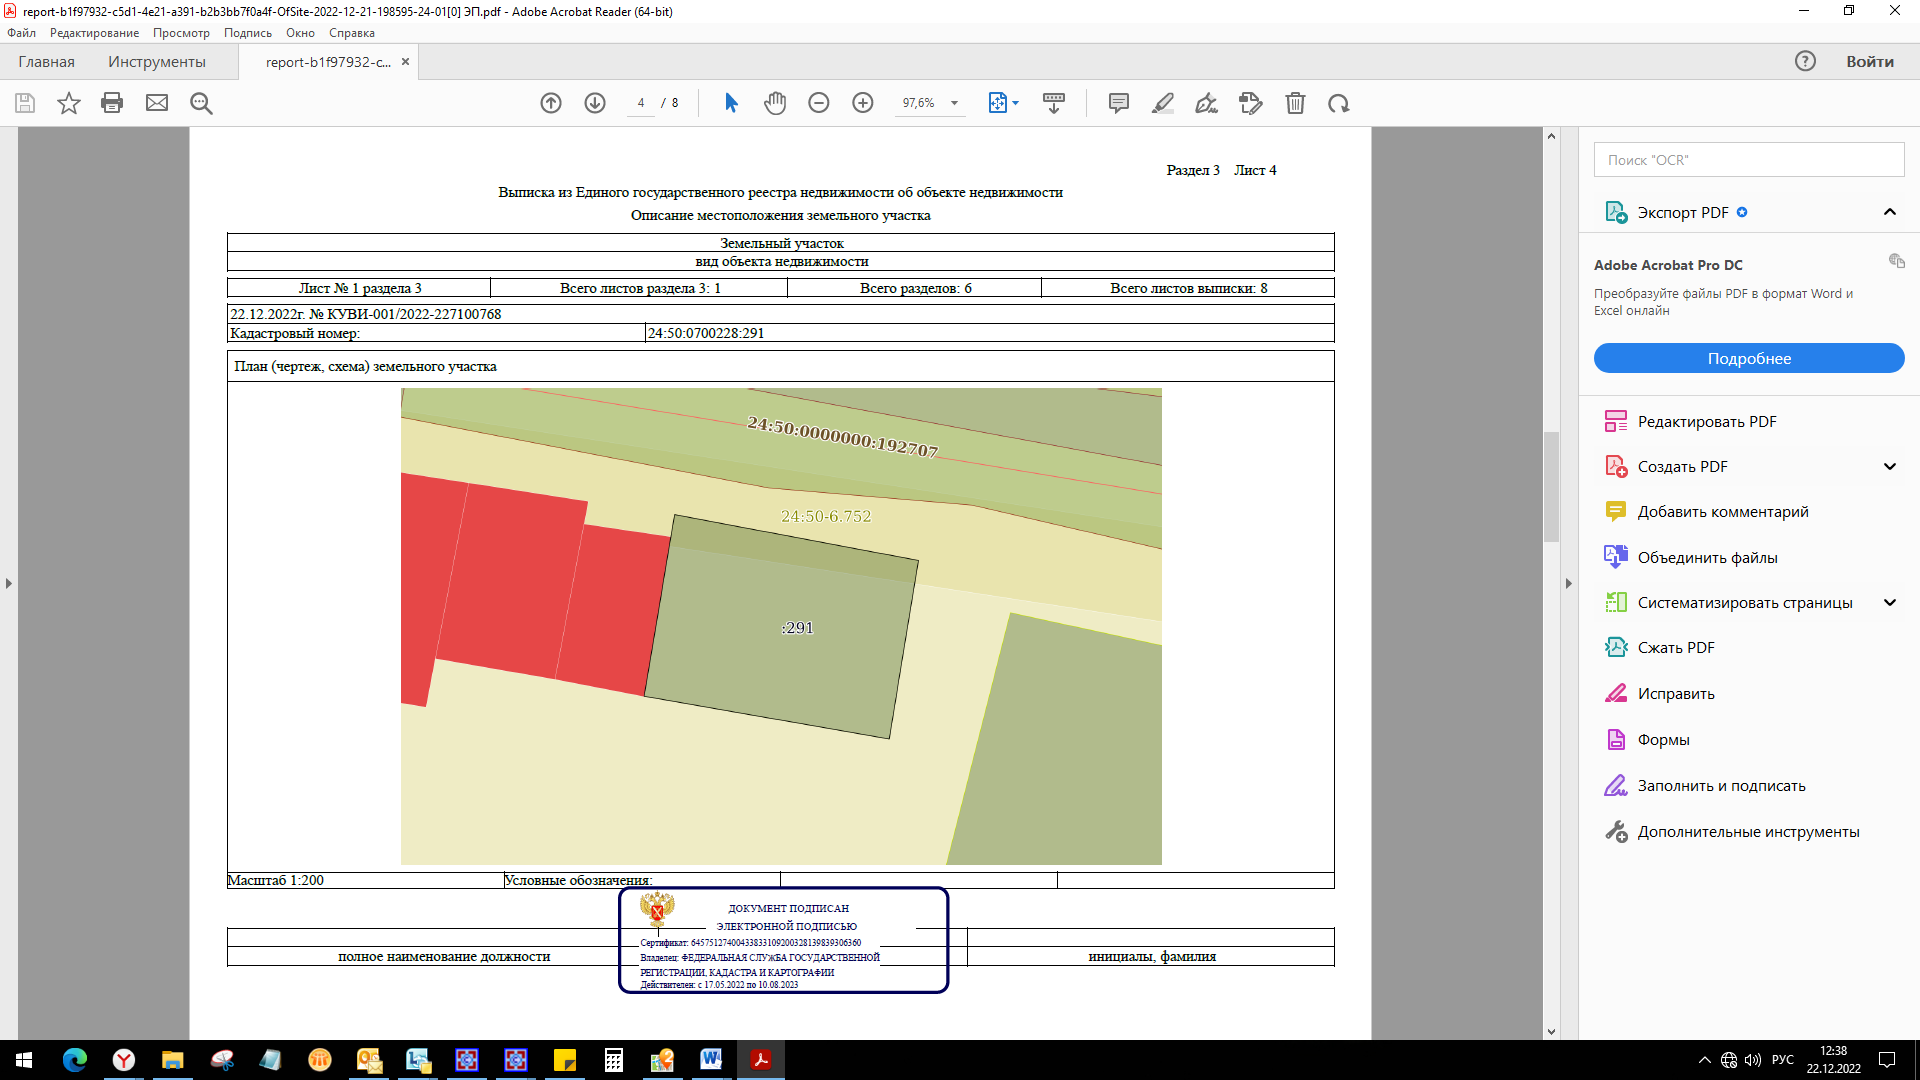 report-b1f97932-c5d1-4e21-a391-b2b3bb7f0a4f-OfSite-2022-12-21-198595-24-01[0] ЭП.pdf - Adobe Acrobat Reader (64-bit)
Файл Редактирование Просмотр Подпись Окно Справка
Главная Инструменты report-b1f97932-c... × Войти
4 / 8 97,6%
Раздел 3 Лист 4
Выписка из Единого государственного реестра недвижимости об объекте недвижимости
Описание местоположения земельного участка
Земельный участок
вид объекта недвижимости
Лист № 1 раздела 3 Всего листов раздела 3: 1 Всего разделов: 6 Всего листов выписки: 8
22.12.2022г. № КУВИ-001/2022-227100768
Кадастровый номер: 24:50:0700228:291
План (чертеж, схема) земельного участка
24:50:0000000:192707
24:50-6.752
:291
Масштаб 1:200 Условные обозначения:
ДОКУМЕНТ ПОДПИСАН
ЭЛЕКТРОННОЙ ПОДПИСЬЮ
Сертификат: 645751274004338331092003281398393063​60
Владелец: ФЕДЕРАЛЬНАЯ СЛУЖБА ГОСУДАРСТВЕННОЙ
РЕГИСТРАЦИИ, КАДАСТРА И КАРТОГРАФИИ
Действителен: с 17.05.2022 по 10.08.2023
полное наименование должности инициалы, фамилия
Поиск "OCR"
Экспорт PDF
Adobe Acrobat Pro DC
Преобразуйте файлы PDF в формат Word и
Excel онлайн
Подробнее
Редактировать PDF
Создать PDF
Добавить комментарий
Объединить файлы
Систематизировать страницы
Сжать PDF
Исправить
Формы
Заполнить и подписать
Дополнительные инструменты
РУС
12:38
22.12.2022